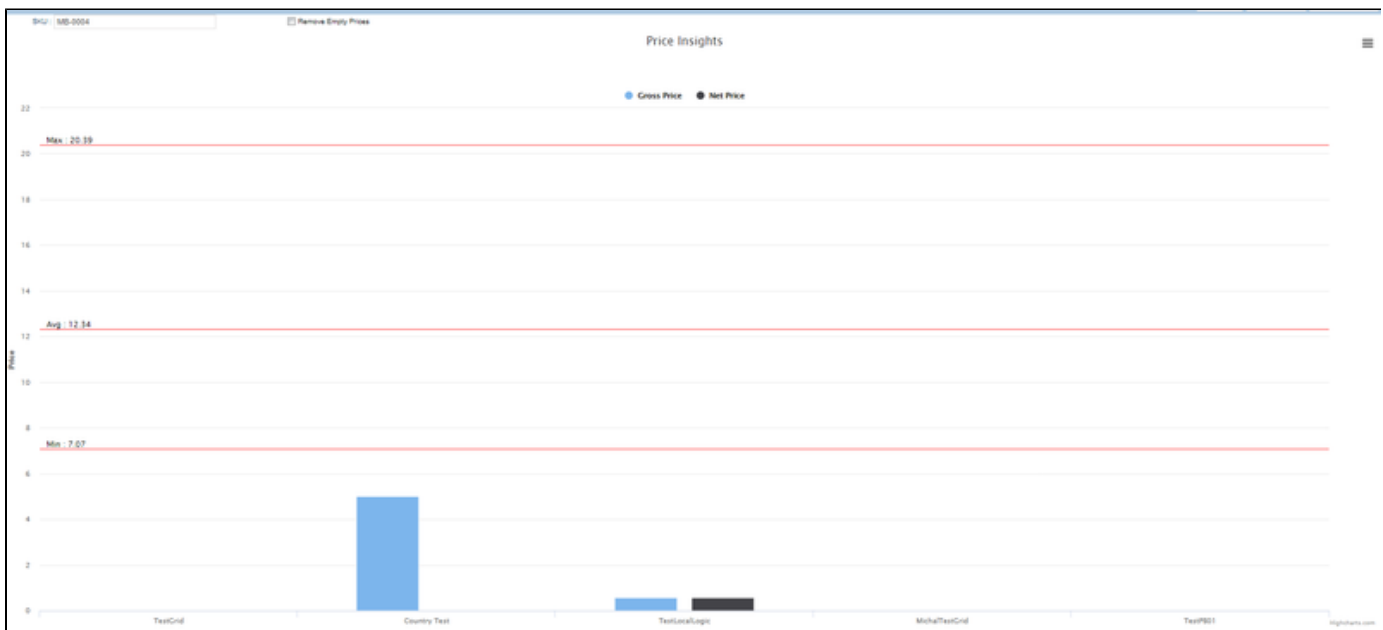 SKU: MB-0004 Remove Empty Prices
Price Insights
Gross Price Net Price
22
Max : 20.39
20
18
16
14
Avg : 12.34
12
Price
10
8
Min : 7.07
6
4
2
0
TestGrid Country Test TestLocalLogic MichalTestGrid TestPB01
Highcharts.com